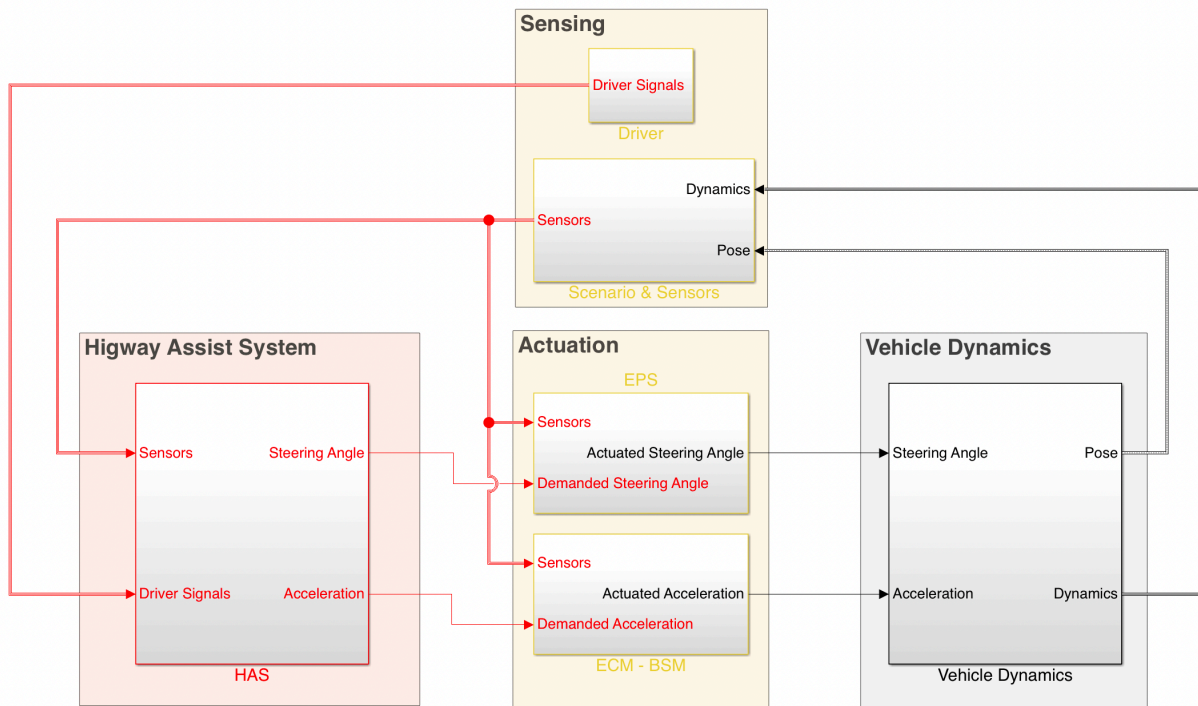 Sensing
Driver Signals
Driver
Dynamics
Sensors
Pose
Scenario & Sensors
Higway Assist System
Sensors
Steering Angle
Driver Signals
Acceleration
HAS
Actuation
EPS
Sensors
Actuated Steering Angle
Demanded Steering Angle
Sensors
Actuated Acceleration
Demanded Acceleration
ECM - BSM
Vehicle Dynamics
Steering Angle
Pose
Acceleration
Dynamics
Vehicle Dynamics